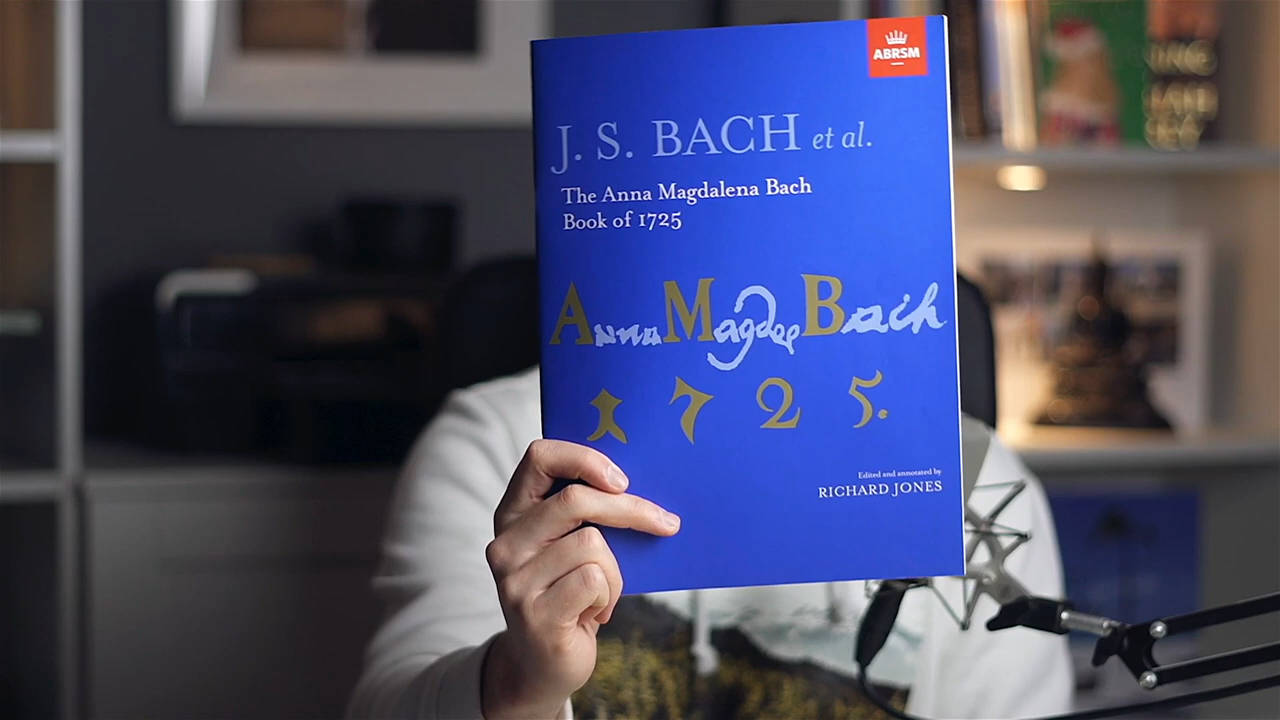 ABRSM
J. S. BACH et al.
The Anna Magdalena Bach
Book of 1725
Anna Magdal Bach
1725.
Edited and annotated by
RICHARD JONES